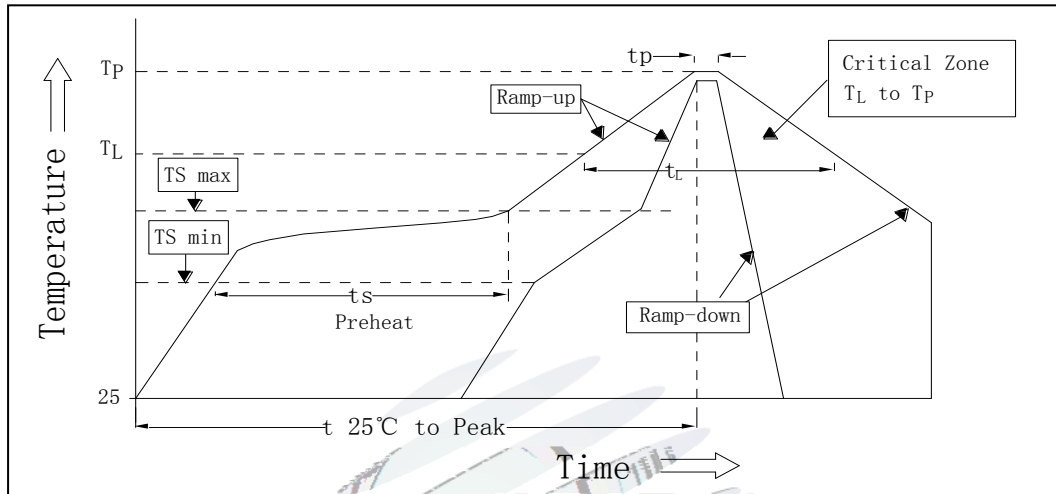 tp
TP
Critical Zone
TL to TP
Ramp-up
TL
tL
TS max
TS min
ts
Preheat
Ramp-down
25
t 25℃ to Peak
Temperature
Time